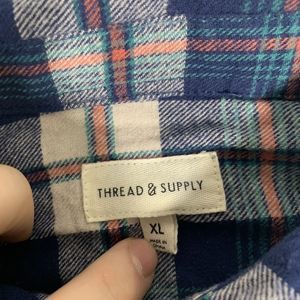 THREAD & SUPPLY
XL
MADE IN
CHINA